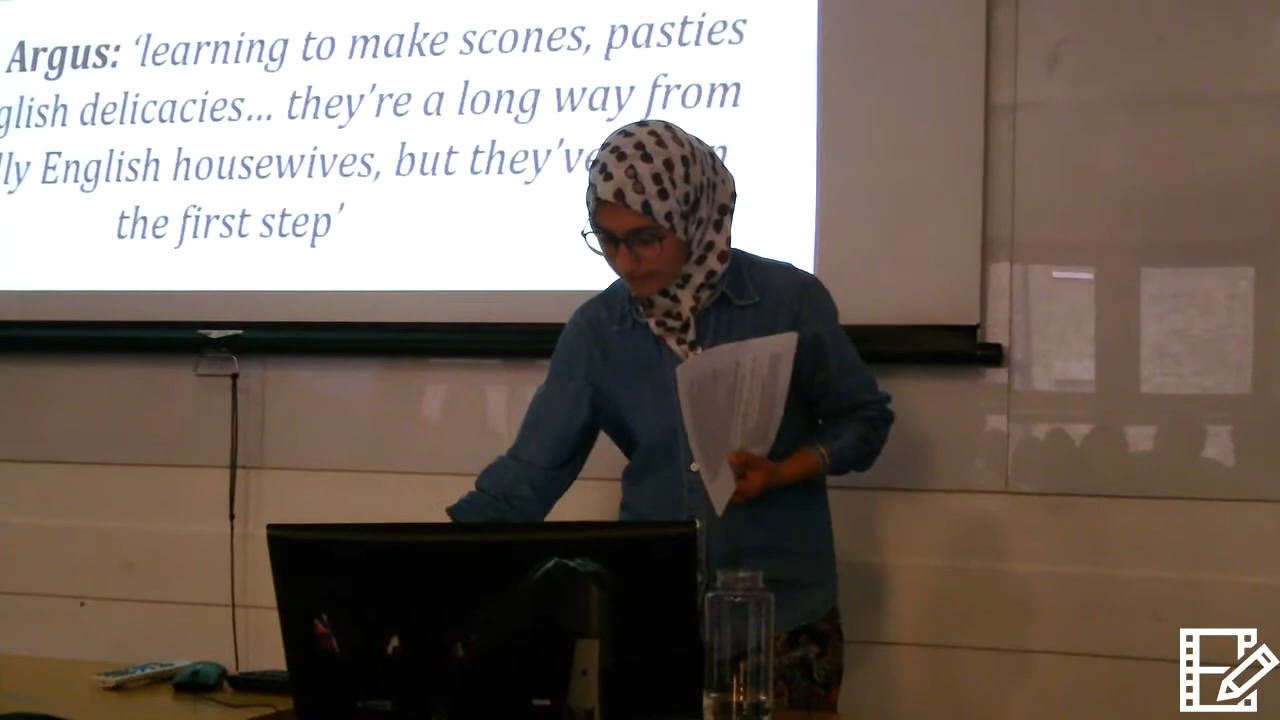 Argus: ‘learning to make scones, pasties
glish delicacies... they’re a long way from
lly English housewives, but they’ve
the first step’